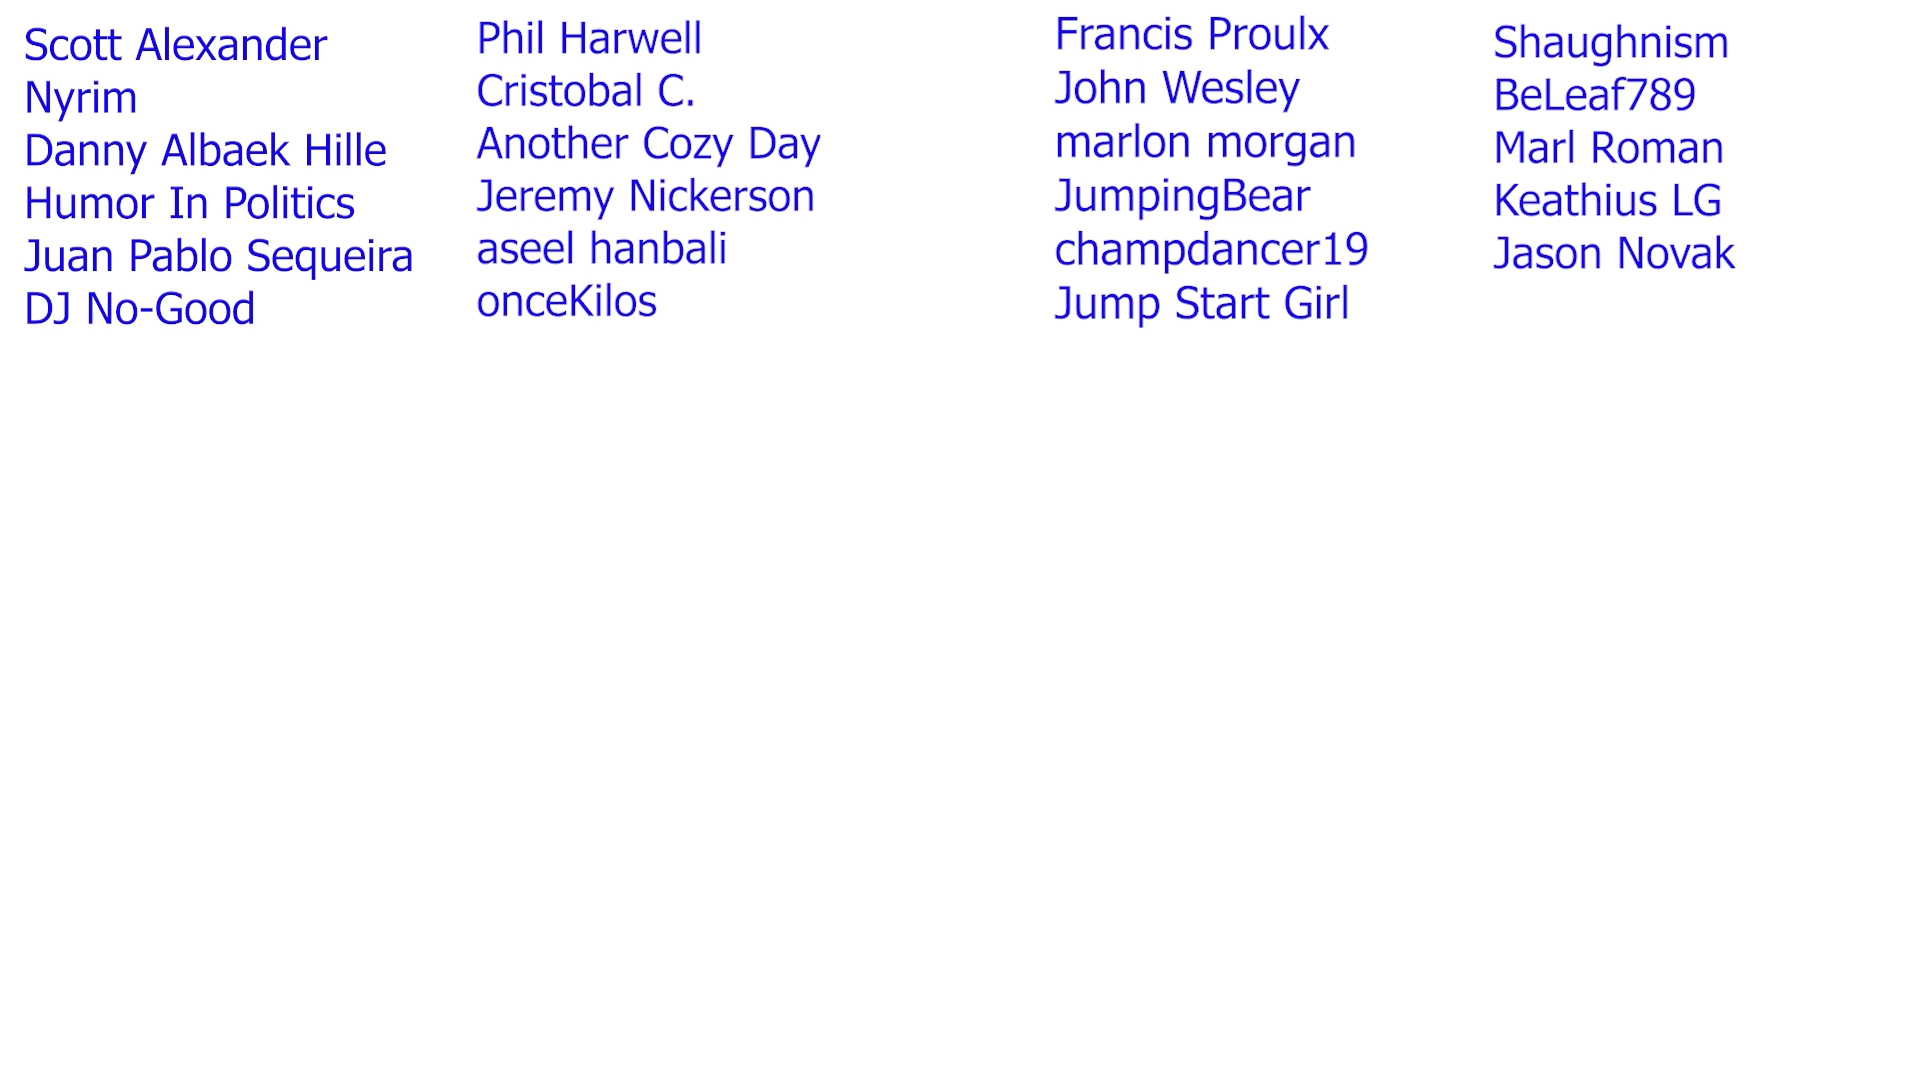 Scott Alexander
Nyrim
Danny Albaek Hille
Humor In Politics
Juan Pablo Sequeira
DJ No-Good
Phil Harwell
Cristobal C.
Another Cozy Day
Jeremy Nickerson
aseel hanbali
onceKilos
Francis Proulx
John Wesley
marlon morgan
JumpingBear
champdancer19
Jump Start Girl
Shaughnism
BeLeaf789
Marl Roman
Keathius LG
Jason Novak